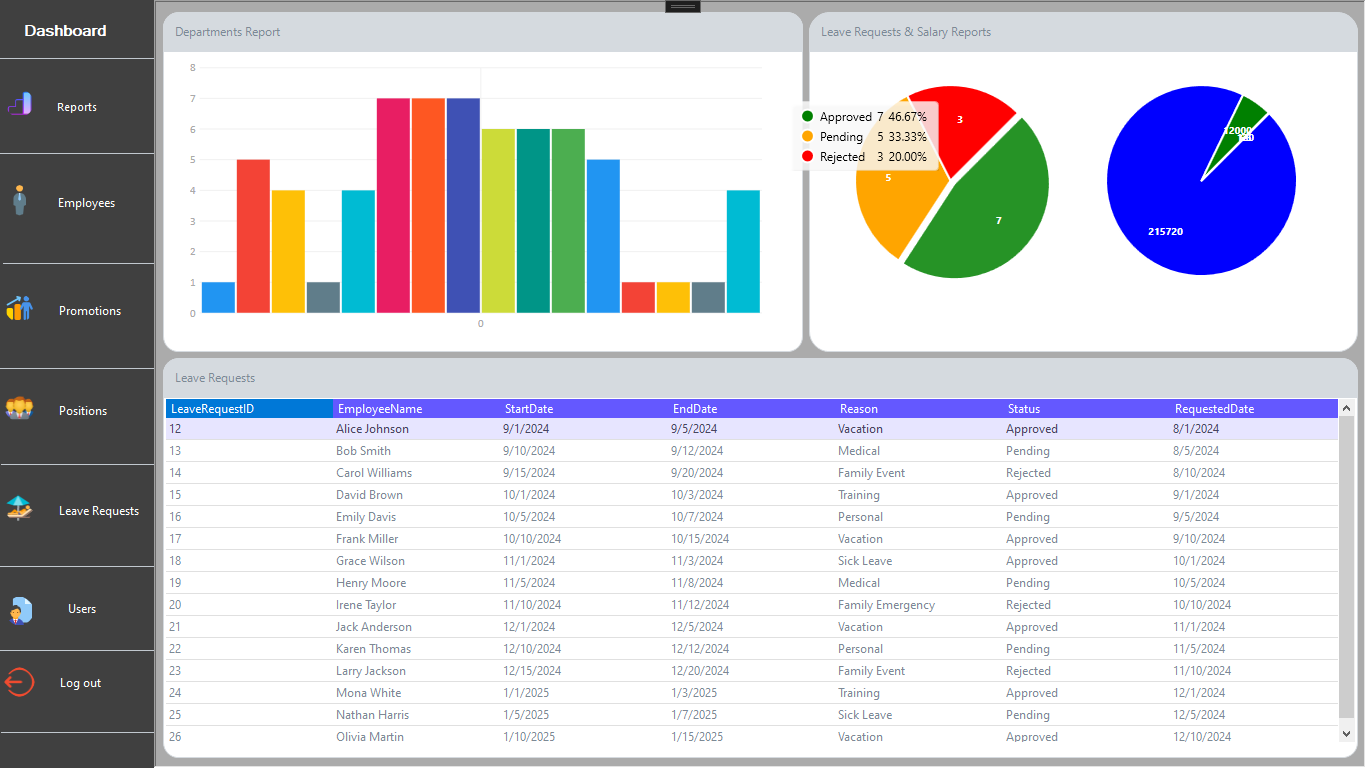 Dashboard
Reports
Employees
Promotions
Positions
Leave Requests
Users
Log out
Departments Report
8
7
6
5
4
3
2
1
0
0
Leave Requests & Salary Reports
Approved 7 46.67%
Pending 5 33.33%
Rejected 3 20.00%
3
5
7
12000
215720
Leave Requests
LeaveRequestID EmployeeName StartDate EndDate Reason Status RequestedDate
12 Alice Johnson 9/1/2024 9/5/2024 Vacation Approved 8/1/2024
13 Bob Smith 9/10/2024 9/12/2024 Medical Pending 8/5/2024
14 Carol Williams 9/15/2024 9/20/2024 Family Event Rejected 8/10/2024
15 David Brown 10/1/2024 10/3/2024 Training Approved 9/1/2024
16 Emily Davis 10/5/2024 10/7/2024 Personal Pending 9/5/2024
17 Frank Miller 10/10/2024 10/15/2024 Vacation Approved 9/10/2024
18 Grace Wilson 11/1/2024 11/3/2024 Sick Leave Approved 10/1/2024
19 Henry Moore 11/5/2024 11/8/2024 Medical Pending 10/5/2024
20 Irene Taylor 11/10/2024 11/12/2024 Family Emergency Rejected 10/10/2024
21 Jack Anderson 12/1/2024 12/5/2024 Vacation Approved 11/1/2024
22 Karen Thomas 12/10/2024 12/12/2024 Personal Pending 11/5/2024
23 Larry Jackson 12/15/2024 12/20/2024 Family Event Rejected 11/10/2024
24 Mona White 1/1/2025 1/3/2025 Training Approved 12/1/2024
25 Nathan Harris 1/5/2025 1/7/2025 Sick Leave Pending 12/5/2024
26 Olivia Martin 1/10/2025 1/15/2025 Vacation Approved 12/10/2024